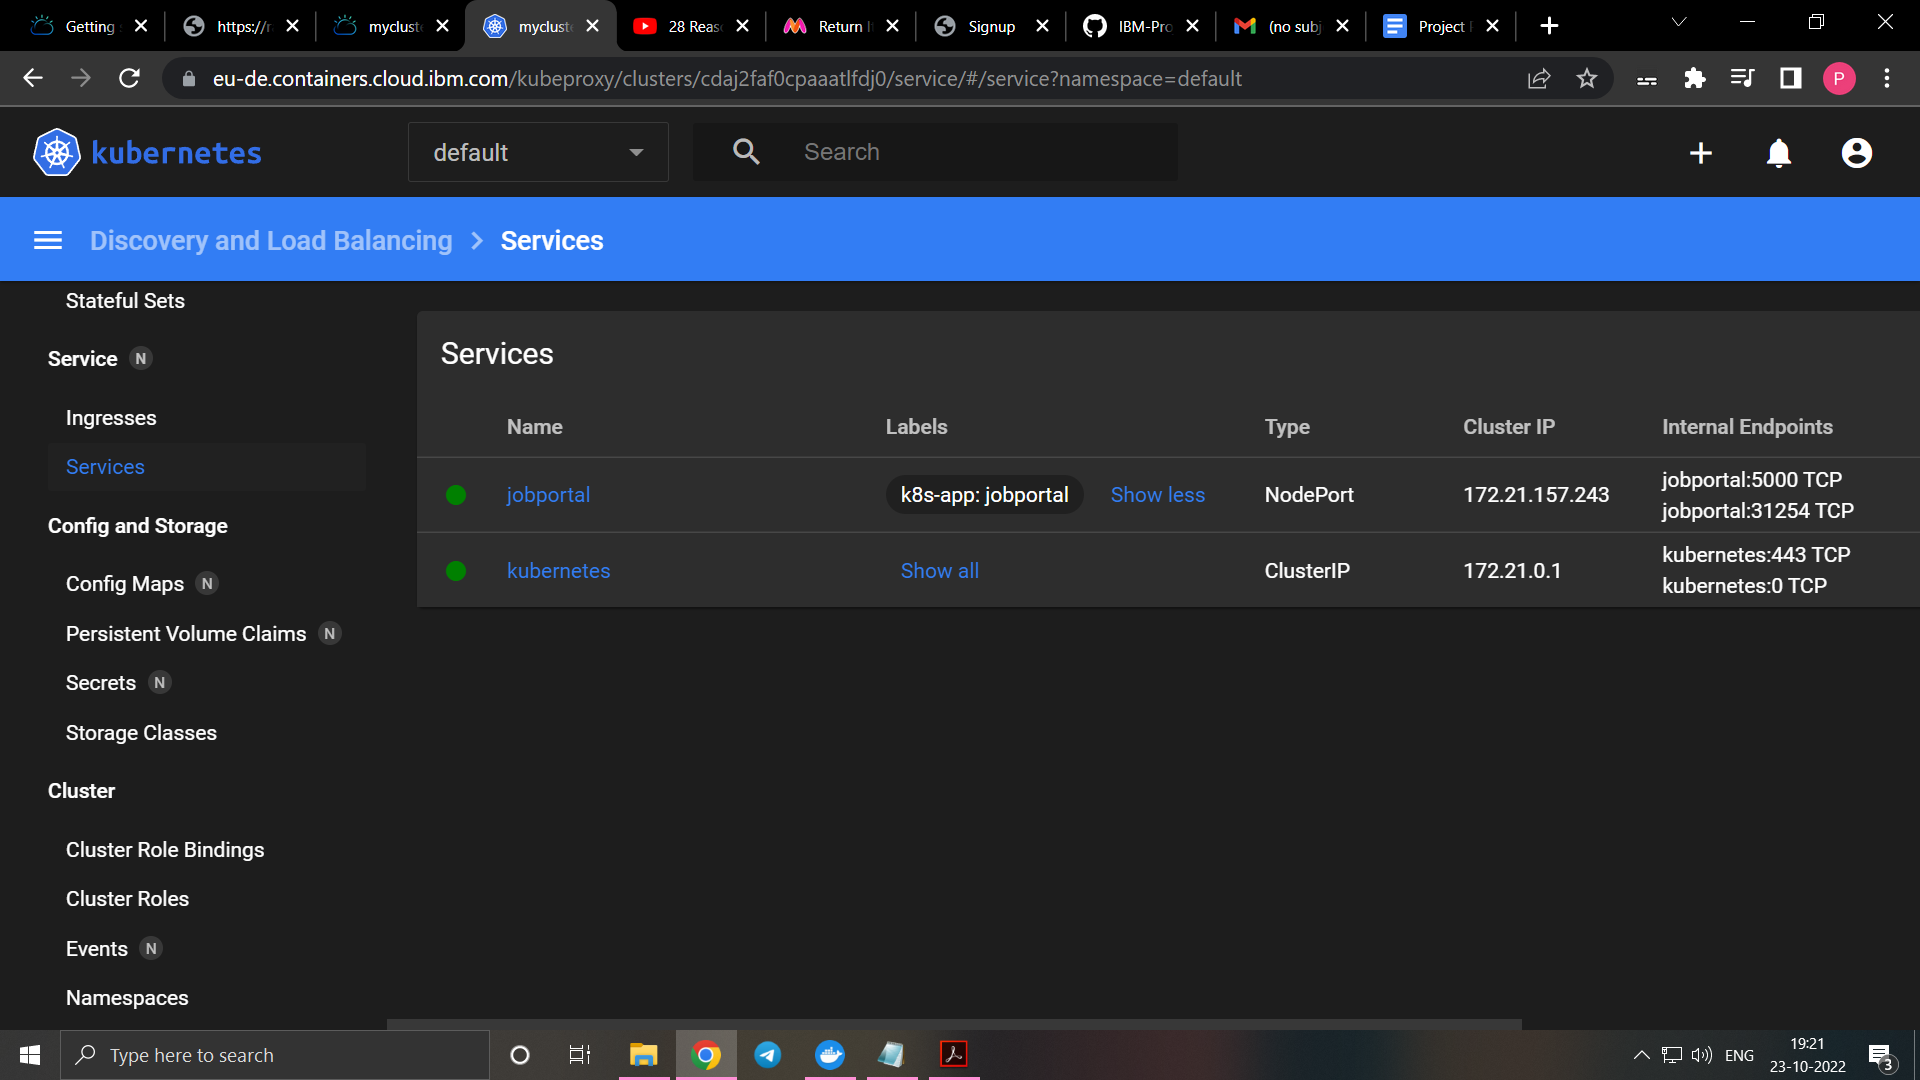 Getting
https://r
myclust
myclust
28 Reas
Return
Signup
IBM-Pro
(no subj
Project
eu-de.containers.cloud.ibm.com/kubeproxy/clusters/cdaj2faf0cpaaatlfdj0/service/#/service?namespace=default
P
kubernetes
default
Search
Discovery and Load Balancing
Services
Stateful Sets
Service N
Ingresses
Services
Config and Storage
Config Maps N
Persistent Volume Claims N
Secrets N
Storage Classes
Cluster
Cluster Role Bindings
Cluster Roles
Events N
Namespaces
Services
Name Labels Type Cluster IP Internal Endpoints
jobportal k8s-app: jobportal Show less NodePort 172.21.157.243 jobportal:5000 TCP
jobportal:31254 TCP
kubernetes Show all ClusterIP 172.21.0.1 kubernetes:443 TCP
kubernetes:0 TCP
Type here to search
ENG
19:21
23-10-2022
3